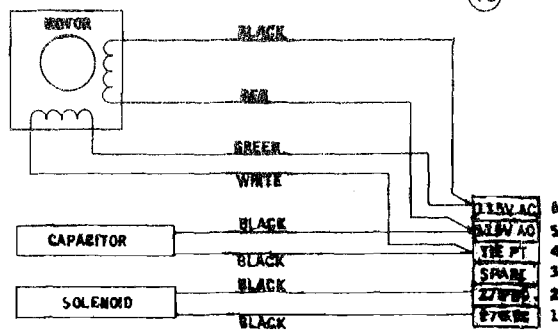 MOTOR
BLACK
RED
GREEN
WHITE
115V AC 6
BLACK
115V AC 5
CAPACITOR
TIE PT 4
BLACK
SPARE 3
BLACK
2
SOLENOID
1
BLACK